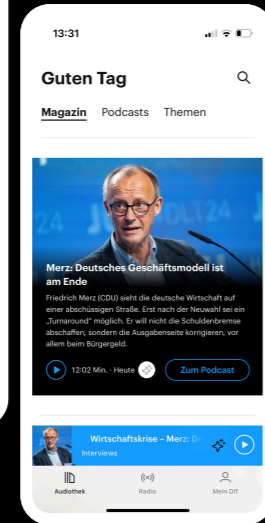 13:31
Guten Tag
Magazin Podcasts Themen
Merz: Deutsches Geschäftsmodell ist
am Ende
Friedrich Merz (CDU) sieht die deutsche Wirtschaft auf
einer abschüssigen Straße. Erst nach der Neuwahl sei ein
„Turnaround“ möglich. Er will nicht die Schuldenbremse
abschaffen, sondern die Ausgabenseite korrigieren, vor
allem beim Bürgergeld.
12:02 Min. · Heute
Zum Podcast
Wirtschaftskrise – Merz: De
Interviews
Audiothek Radio Mein Dlf